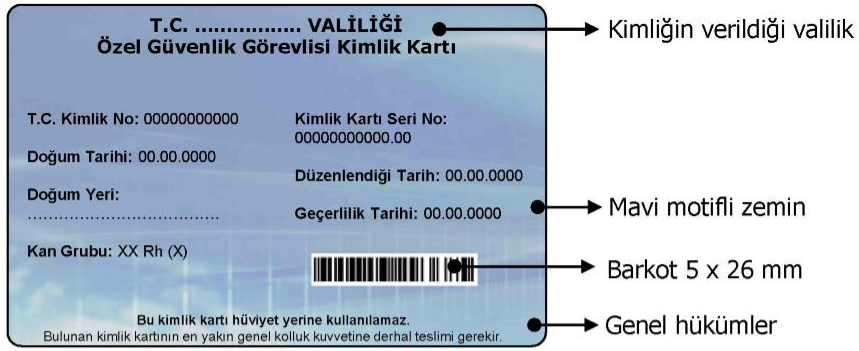 T.C. ................. VALİLİĞİ
Özel Güvenlik Görevlisi Kimlik Kartı
Kimliğin verildiği valilik
T.C. Kimlik No: 00000000000
Kimlik Kartı Seri No:
00000000000.00
Doğum Tarihi: 00.00.0000
Düzenlendiği Tarih: 00.00.0000
Doğum Yeri:
....................................
Geçerlilik Tarihi: 00.00.0000
Mavi motifli zemin
Kan Grubu: XX Rh (X)
Barkot 5 x 26 mm
Bu kimlik kartı hüviyet yerine kullanılamaz.
Bulunan kimlik kartının en yakın genel kolluk kuvvetine derhal teslimi gerekir.
Genel hükümler